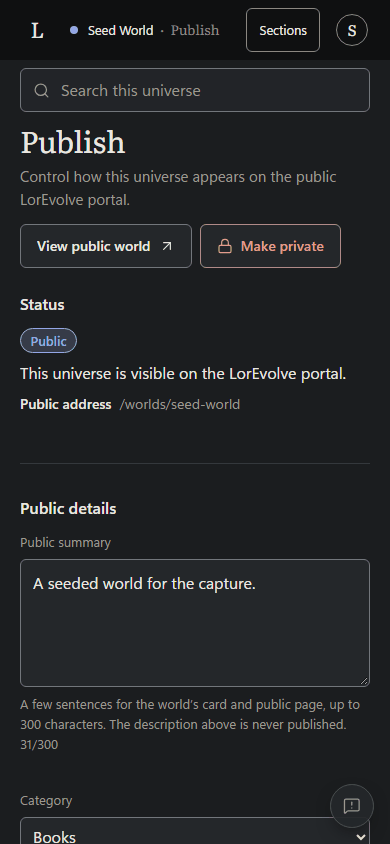 L
Seed World · Publish
Sections
S
Search this universe
Publish
Control how this universe appears on the public
LorEvolve portal.
View public world
Make private
Status
Public
This universe is visible on the LorEvolve portal.
Public address /worlds/seed-world
Public details
Public summary
A seeded world for the capture.
A few sentences for the world's card and public page, up to
300 characters. The description above is never published.
31/300
Category
Books